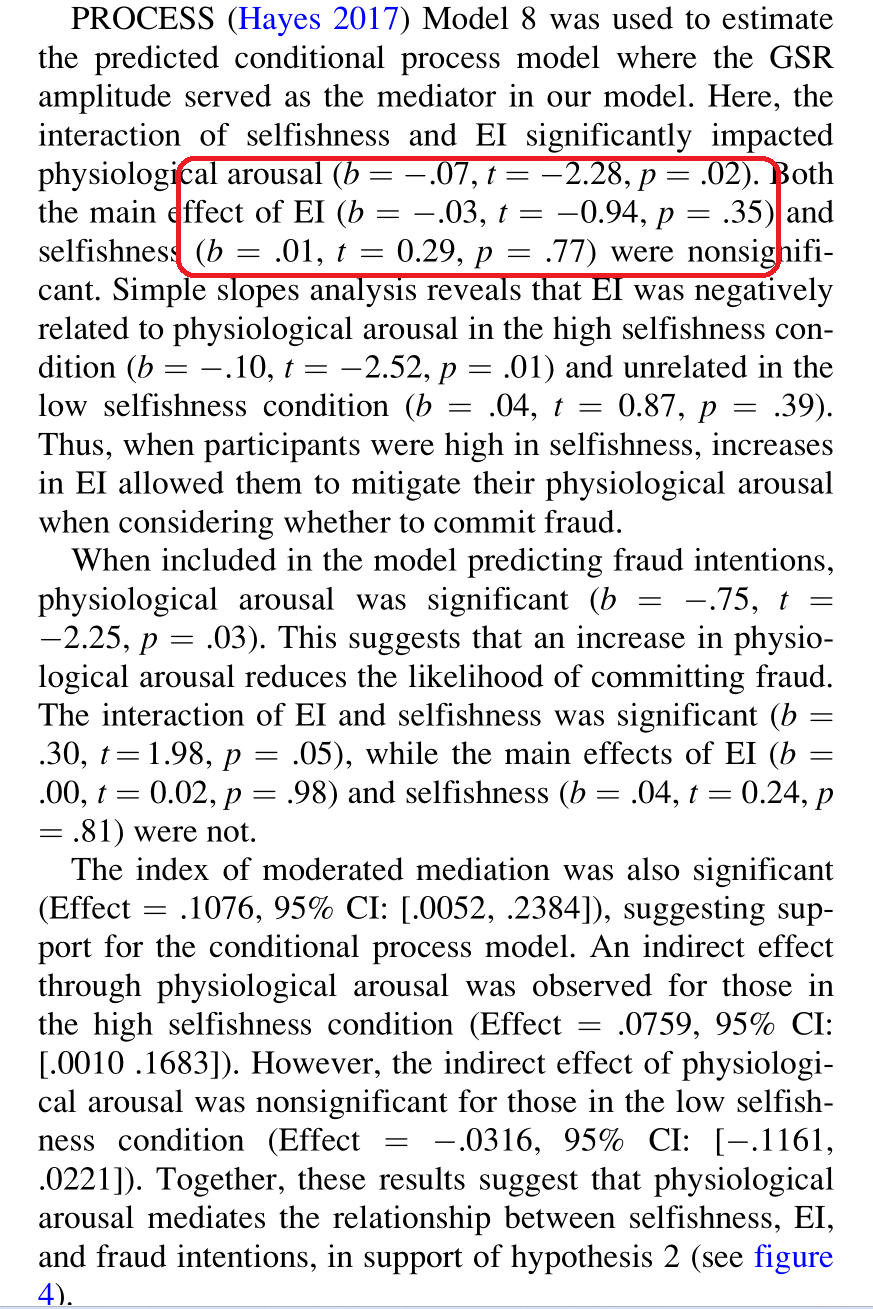 PROCESS (Hayes 2017) Model 8 was used to estimate
the predicted conditional process model where the GSR
amplitude served as the mediator in our model. Here, the
interaction of selfishness and EI significantly impacted
physiological arousal (b = −.07, t = −2.28, p = .02). Both
the main effect of EI (b = −.03, t = −0.94, p = .35) and
selfishness (b = .01, t = 0.29, p = .77) were nonsignifi-
cant. Simple slopes analysis reveals that EI was negatively
related to physiological arousal in the high selfishness con-
dition (b = −.10, t = −2.52, p = .01) and unrelated in the
low selfishness condition (b = .04, t = 0.87, p = .39).
Thus, when participants were high in selfishness, increases
in EI allowed them to mitigate their physiological arousal
when considering whether to commit fraud.
When included in the model predicting fraud intentions,
physiological arousal was significant (b = −.75, t =
−2.25, p = .03). This suggests that an increase in physio-
logical arousal reduces the likelihood of committing fraud.
The interaction of EI and selfishness was significant (b =
.30, t = 1.98, p = .05), while the main effects of EI (b =
.00, t = 0.02, p = .98) and selfishness (b = .04, t = 0.24, p
= .81) were not.
The index of moderated mediation was also significant
(Effect = .1076, 95% CI: [.0052, .2384]), suggesting sup-
port for the conditional process model. An indirect effect
through physiological arousal was observed for those in
the high selfishness condition (Effect = .0759, 95% CI:
[.0010 .1683]). However, the indirect effect of physiologi-
cal arousal was nonsignificant for those in the low selfish-
ness condition (Effect = −.0316, 95% CI: [−.1161,
.0221]). Together, these results suggest that physiological
arousal mediates the relationship between selfishness, EI,
and fraud intentions, in support of hypothesis 2 (see figure
4).